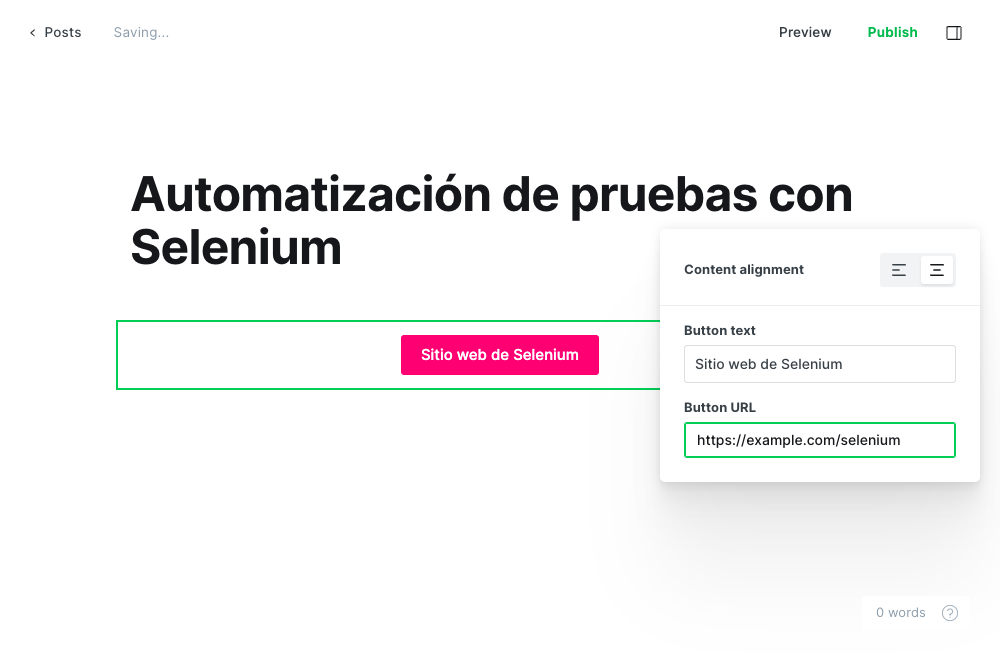 Posts
Saving...
Preview
Publish
Automatización de pruebas con
Selenium
Sitio web de Selenium
Content alignment
Button text
Sitio web de Selenium
Button URL
https://example.com/selenium
0 words
?